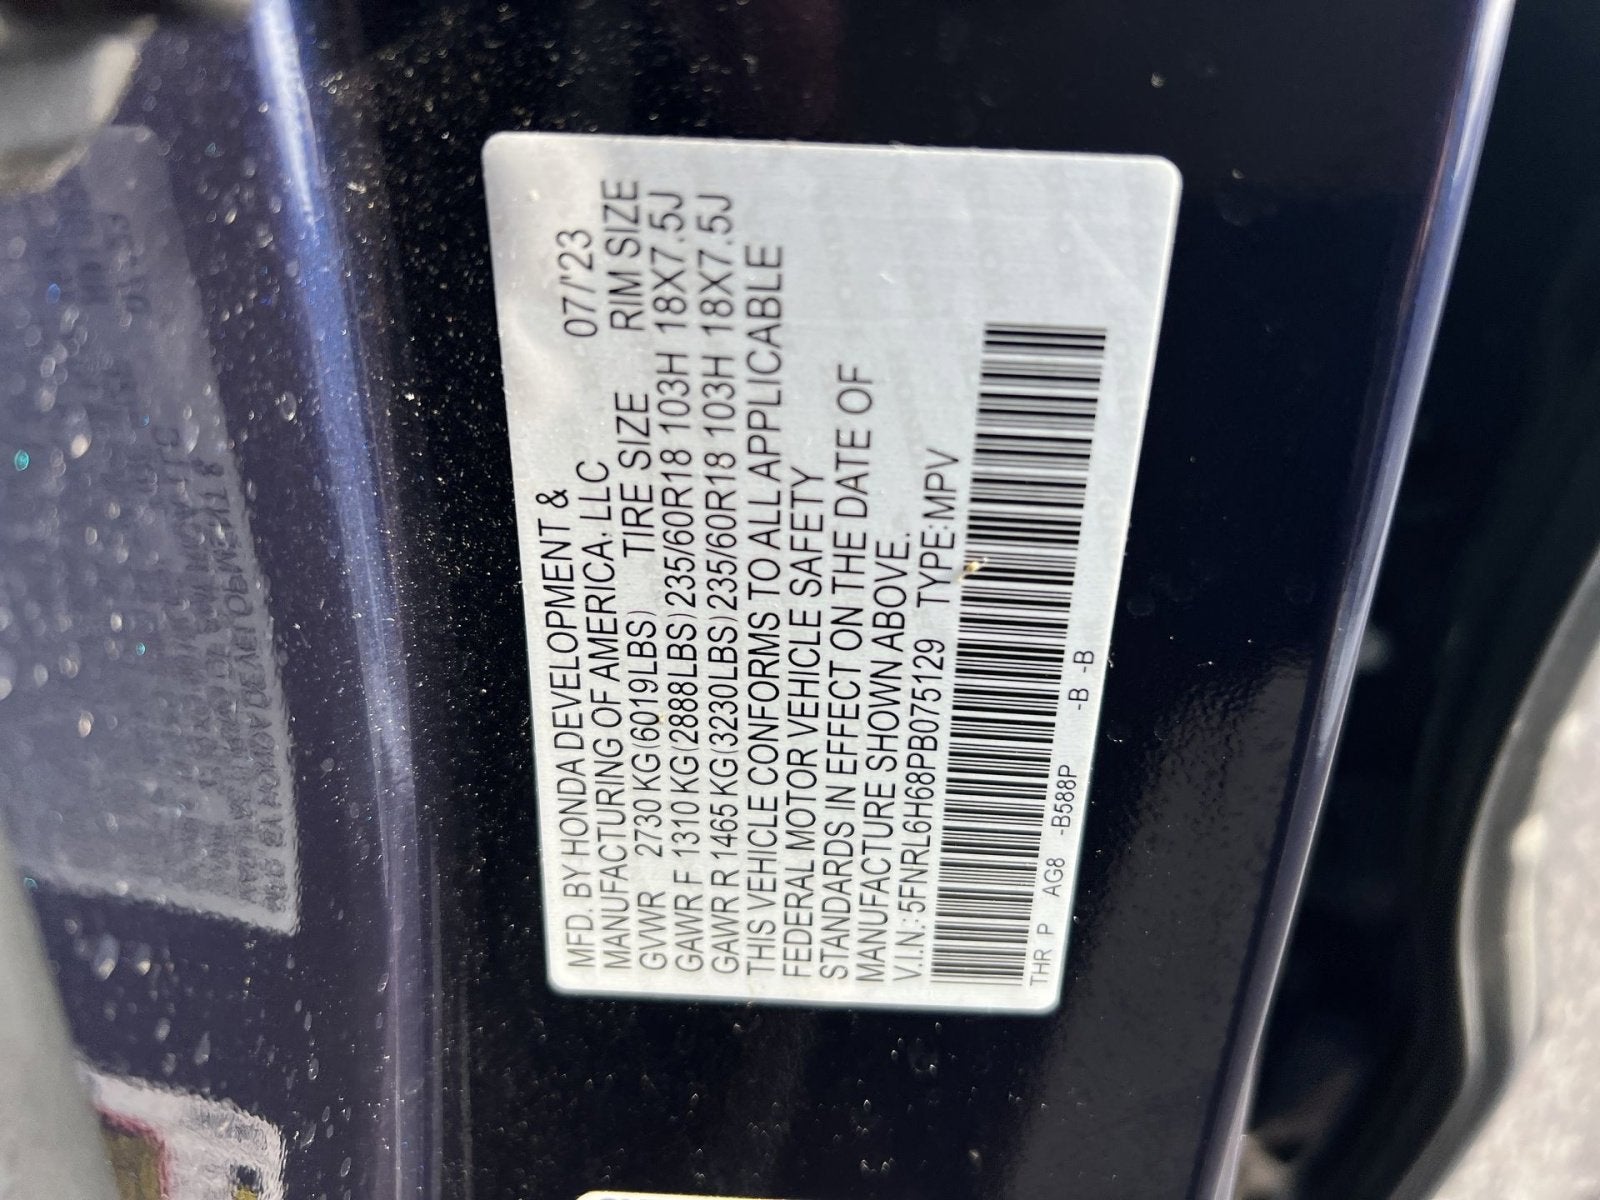 MFD. BY HONDA DEVELOPMENT &
MANUFACTURING OF AMERICA. LLC 07/'23
GVWR 2730 KG (6019LBS) TIRE SIZE RIM SIZE
GAWR F 1310 KG (2888LBS) 235/60R18 103H 18X7.5J
GAWR R 1465 KG (3230LBS) 235/60R18 103H 18X7.5J
THIS VEHICLE CONFORMS TO ALL APPLICABLE
FEDERAL MOTOR VEHICLE SAFETY
STANDARDS IN EFFECT ON THE DATE OF
MANUFACTURE SHOWN ABOVE.
V.I.N.: 5FNRL6H68PB075129 TYPE: MPV
THR P AG8 -B588P -B -B